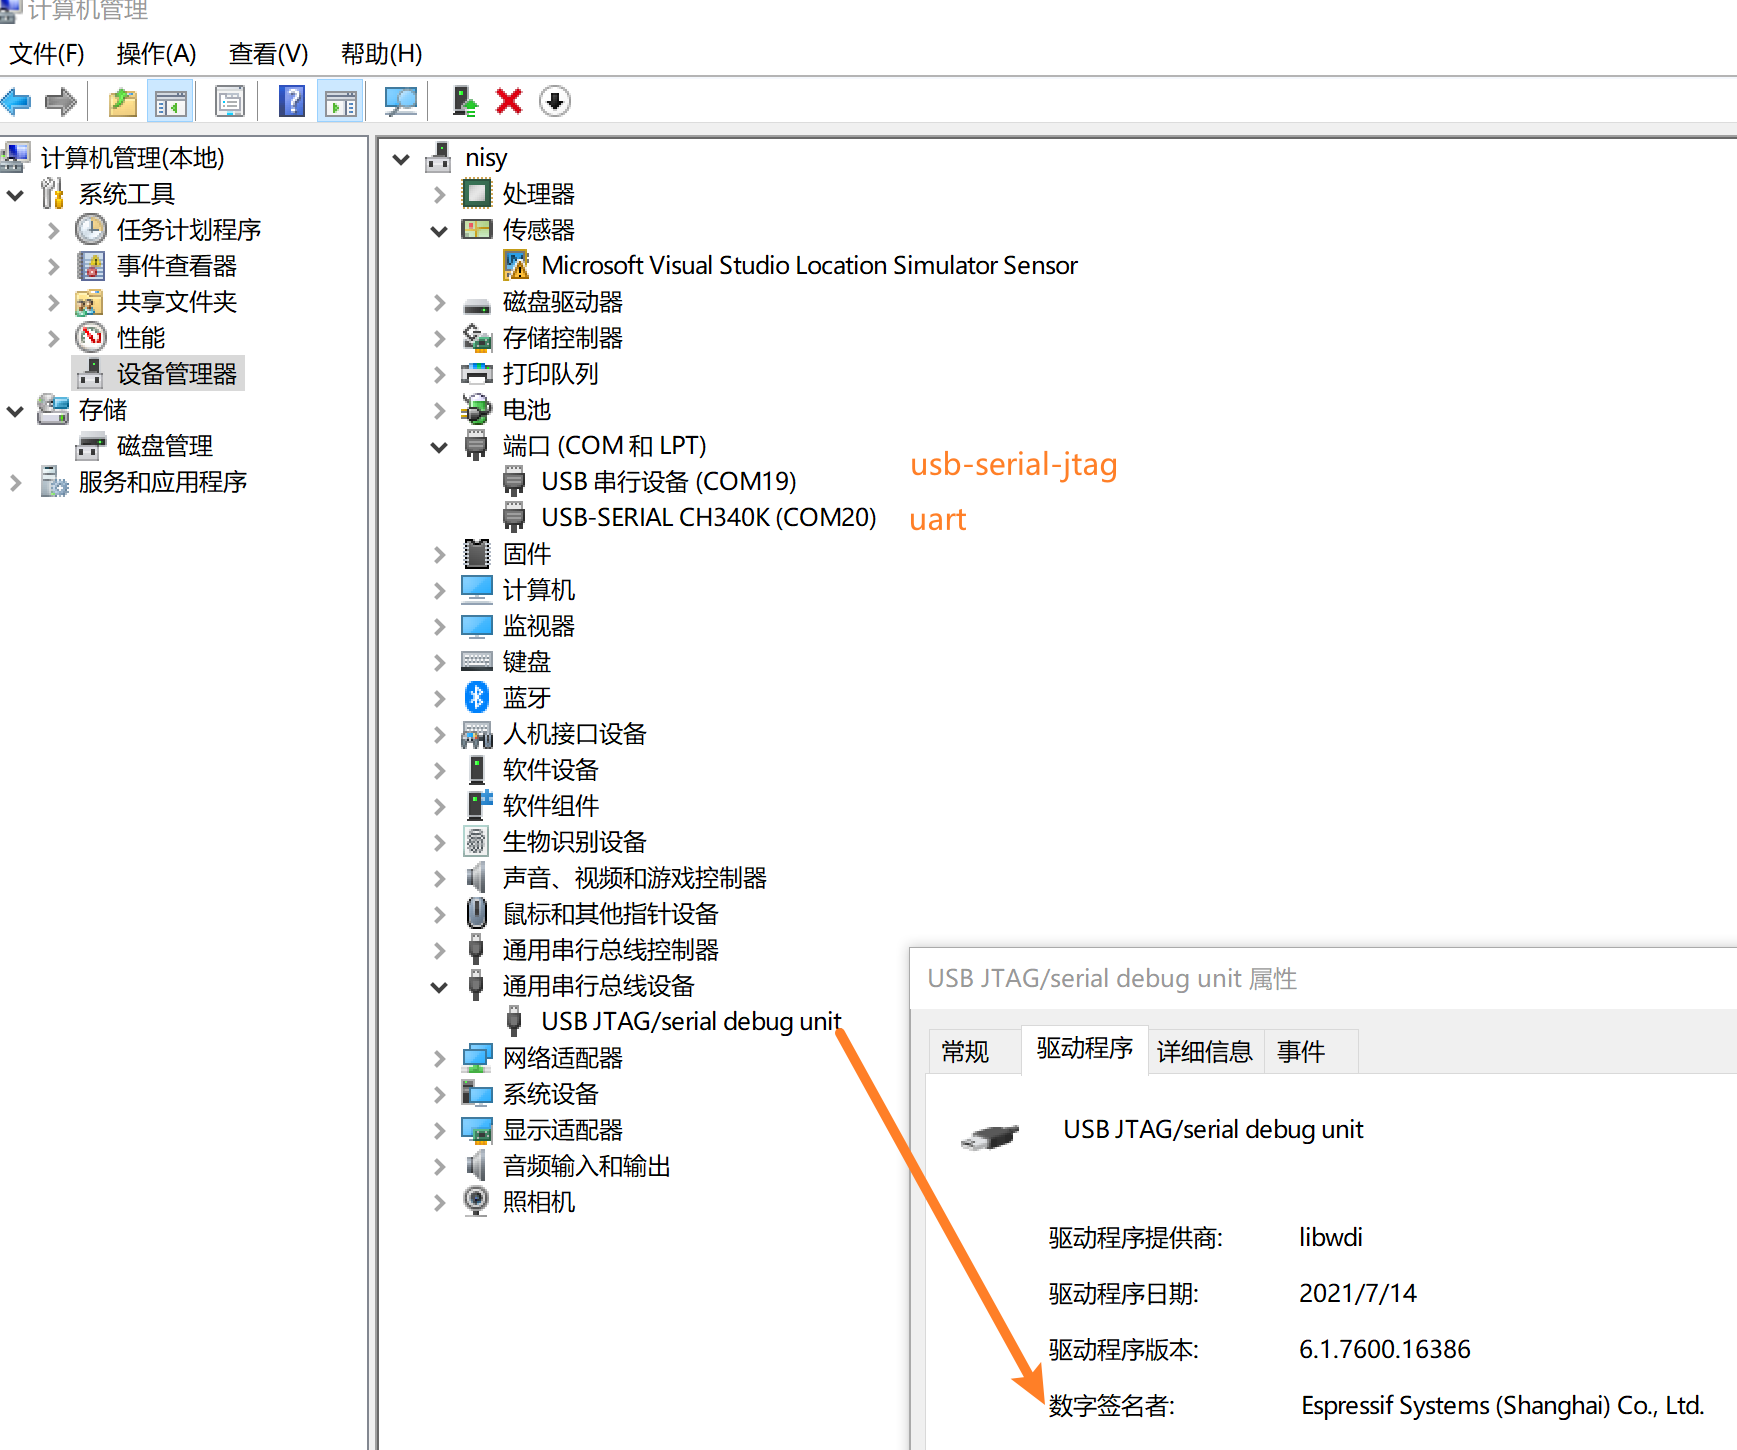 计算机管理
文件(F) 操作(A) 查看(V) 帮助(H)
计算机管理(本地)
系统工具
任务计划程序
事件查看器
共享文件夹
性能
设备管理器
存储
磁盘管理
服务和应用程序
nisy
处理器
传感器
Microsoft Visual Studio Location Simulator Sensor
磁盘驱动器
存储控制器
打印队列
电池
端口 (COM 和 LPT)
USB 串行设备 (COM19)
usb-serial-jtag
USB-SERIAL CH340K (COM20)
uart
固件
计算机
监视器
键盘
蓝牙
人机接口设备
软件设备
软件组件
生物识别设备
声音、视频和游戏控制器
鼠标和其他指针设备
通用串行总线控制器
通用串行总线设备
USB JTAG/serial debug unit
网络适配器
系统设备
显示适配器
音频输入和输出
照相机
USB JTAG/serial debug unit 属性
常规 驱动程序 详细信息 事件
USB JTAG/serial debug unit
驱动程序提供商: libwdi
驱动程序日期: 2021/7/14
驱动程序版本: 6.1.7600.16386
数字签名者: Espressif Systems (Shanghai) Co., Ltd.